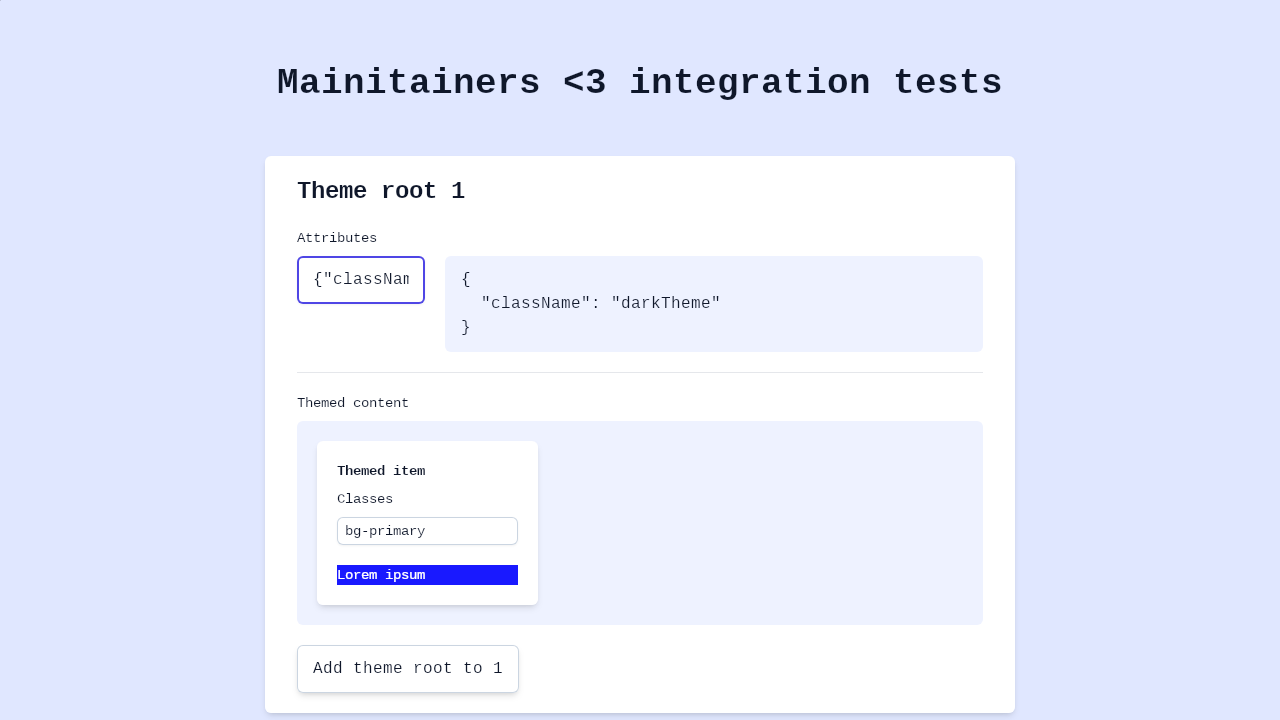 Mainitainers <3 integration tests
Theme root 1
Attributes
{"classNam
{
"className": "darkTheme"
}
Themed content
Themed item
Classes
bg-primary
Lorem ipsum
Add theme root to 1